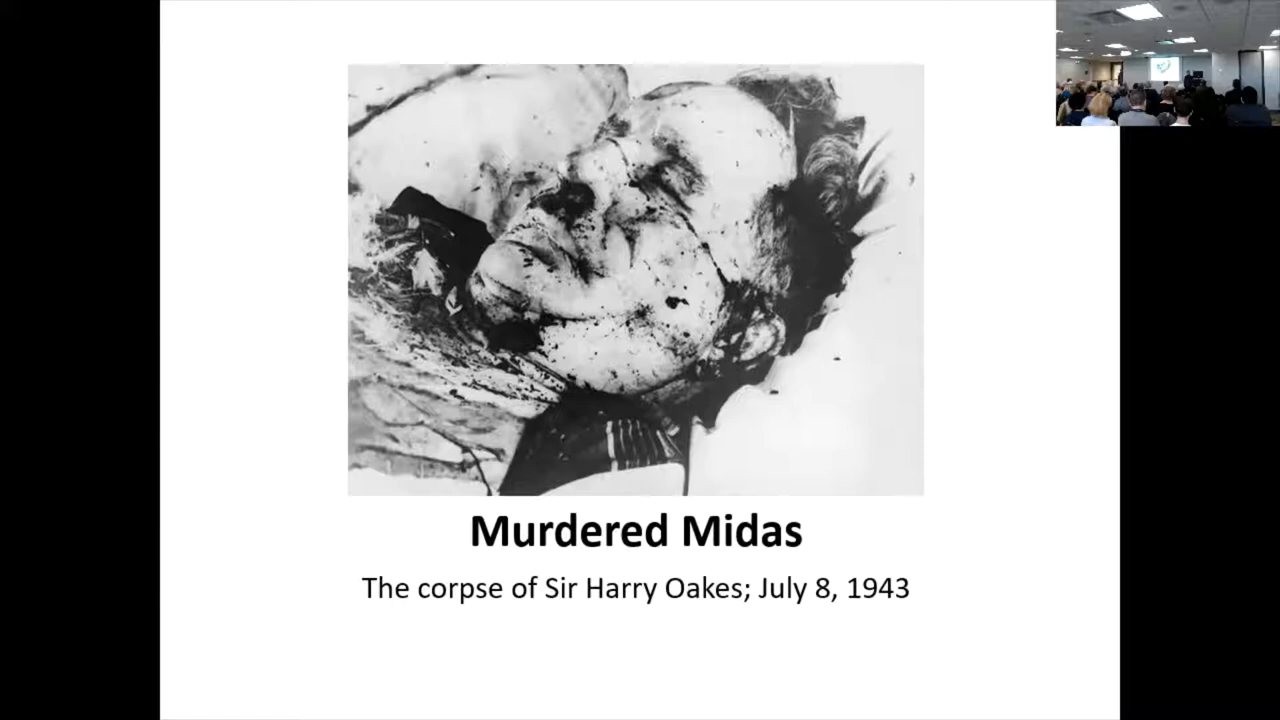 Murdered Midas
The corpse of Sir Harry Oakes; July 8, 1943